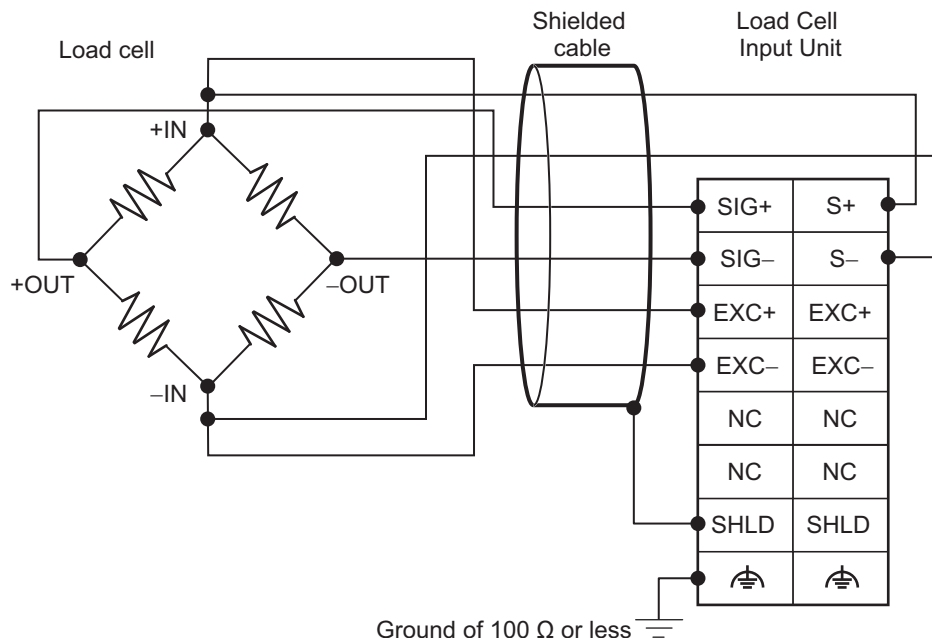 Load cell
Shielded
cable
Load Cell
Input Unit
+IN
+OUT
−OUT
−IN
SIG+ S+
SIG− S−
EXC+ EXC+
EXC− EXC−
NC NC
NC NC
SHLD SHLD
Ground of 100 Ω or less